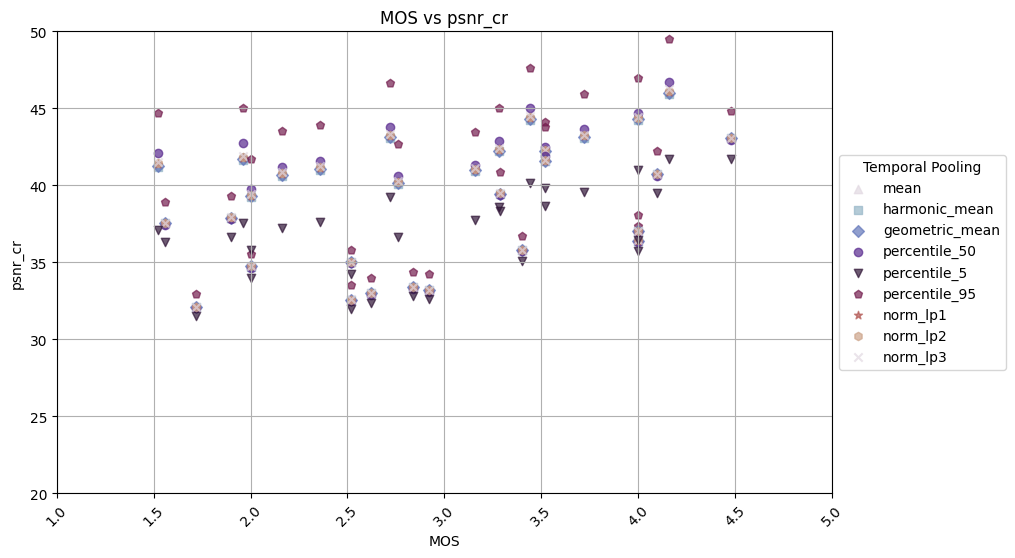 MOS vs psnr_cr
50
45
40
35
30
25
20
psnr_cr
1.0
1.5
2.0
2.5
3.0
3.5
4.0
4.5
5.0
MOS
Temporal Pooling
mean
harmonic_mean
geometric_mean
percentile_50
percentile_5
percentile_95
norm_lp1
norm_lp2
norm_lp3